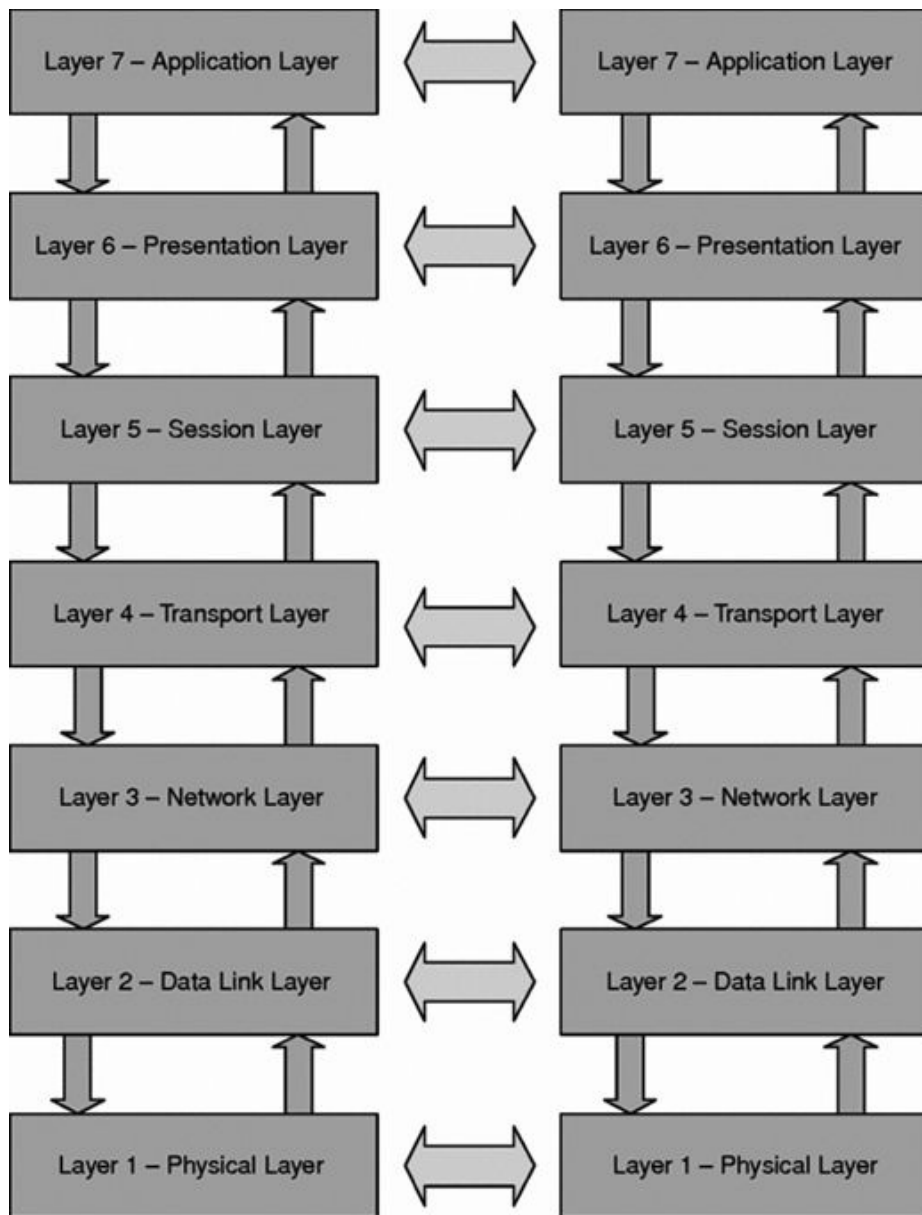 Layer 7 – Application Layer
Layer 7 – Application Layer
Layer 6 – Presentation Layer
Layer 6 – Presentation Layer
Layer 5 – Session Layer
Layer 5 – Session Layer
Layer 4 – Transport Layer
Layer 4 – Transport Layer
Layer 3 – Network Layer
Layer 3 – Network Layer
Layer 2 – Data Link Layer
Layer 2 – Data Link Layer
Layer 1 – Physical Layer
Layer 1 – Physical Layer